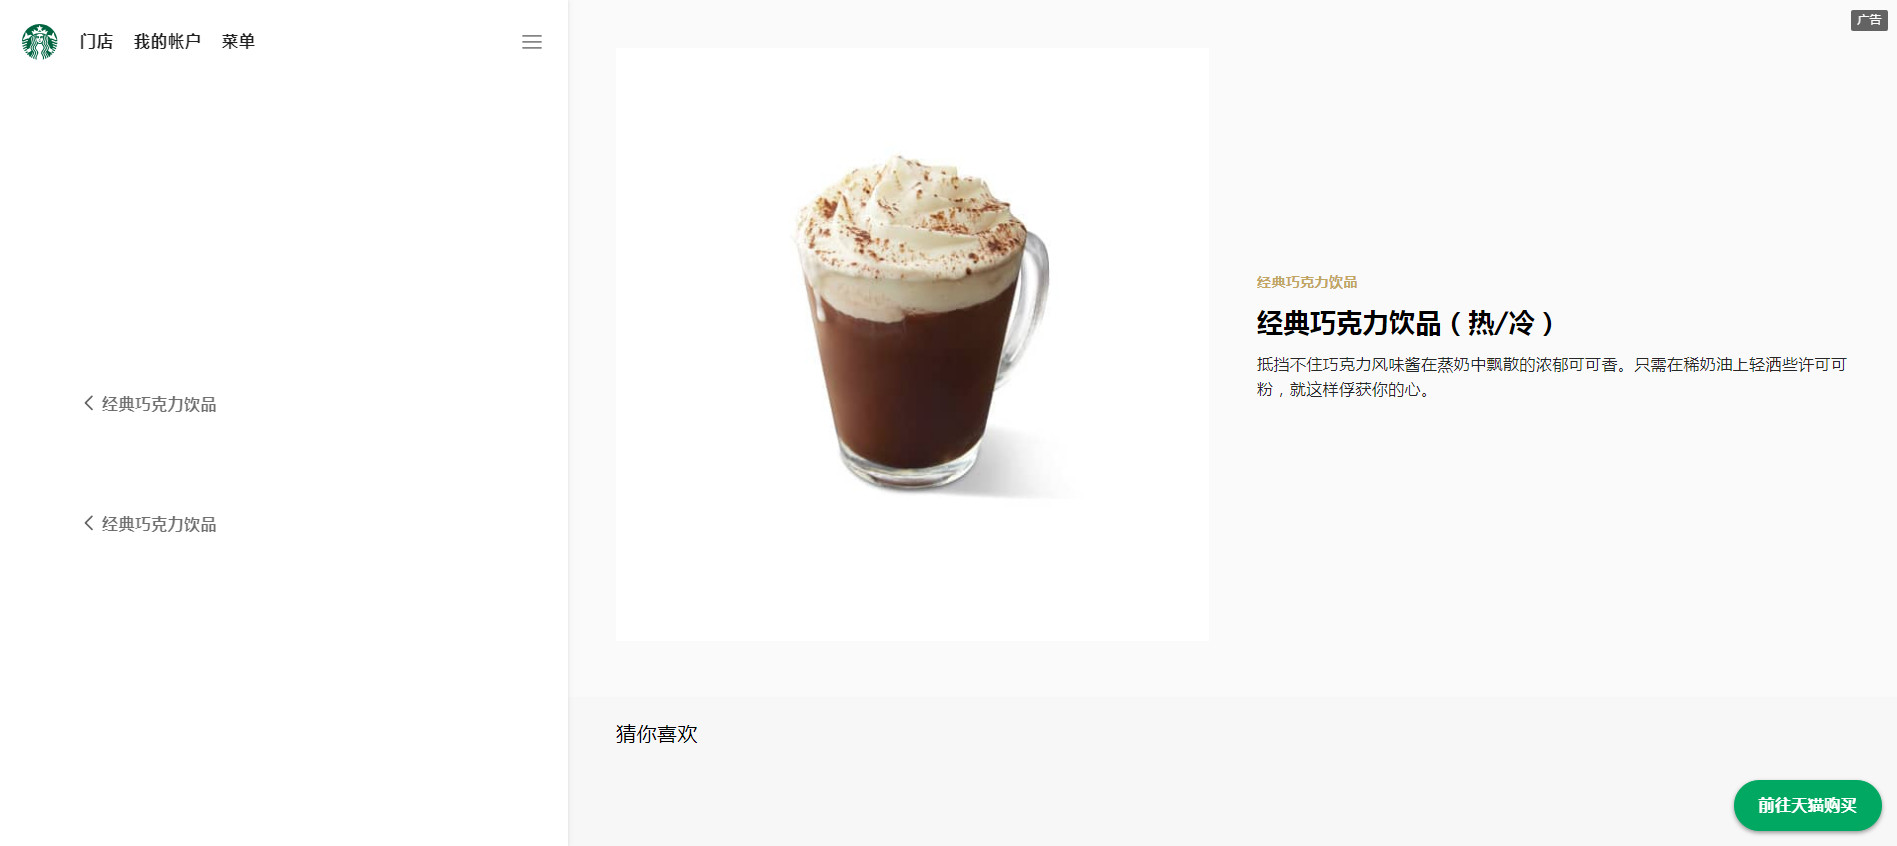 门店 我的帐户 菜单
广告
经典巧克力饮品
经典巧克力饮品
经典巧克力饮品
经典巧克力饮品（热/冷）
抵挡不住巧克力风味酱在蒸奶中飘散的浓郁可可香。只需在稀奶油上轻洒些许可可
粉，就这样俘获你的心。
猜你喜欢
前往天猫购买